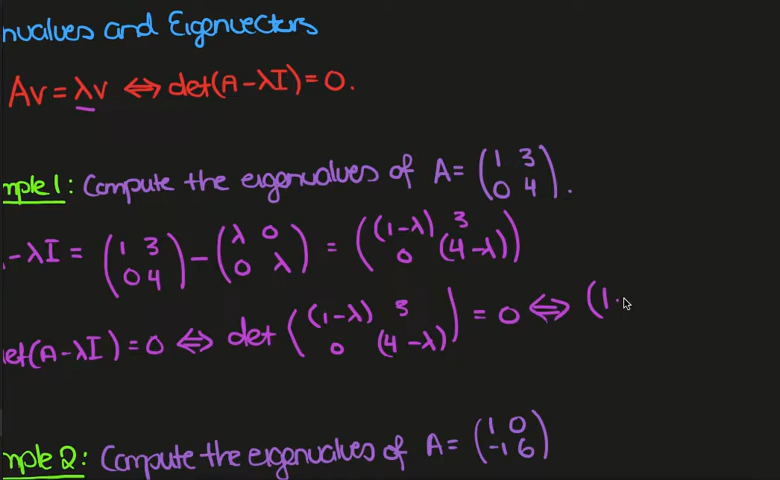 nvalues and Eigenvectors
Av = λv ⟺ det(A - λI) = 0.
mple 1: Compute the eigenvalues of A = (1 3 0 4).
- λI = (1 3 0 4) - (λ 0 0 λ) = ((1-λ) 3 0 (4-λ))
et(A - λI) = 0 ⟺ det ((1-λ) 3 0 (4-λ)) = 0 ⟺ (1 -
mple 2: Compute the eigenvalues of A = (1 0 -1 6)